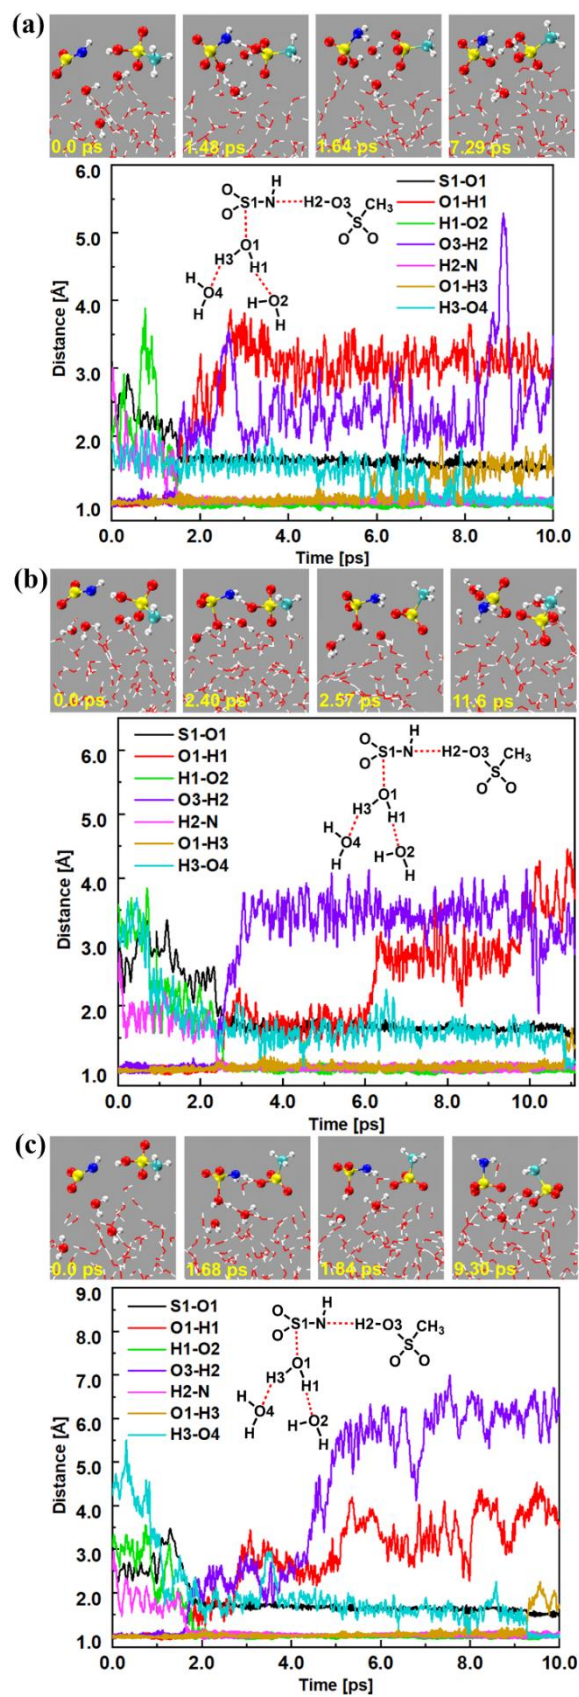 (a)
0.0 ps 1.48 ps 1.64 ps 7.29 ps
6.0
5.0
4.0
3.0
2.0
1.0
Distance [Å]
H
O
S1-N H2-O3 CH3
O S
O1 O O
H3 H1
H O4 H O2
H H
S1-O1
O1-H1
H1-O2
O3-H2
H2-N
O1-H3
H3-O4
0.0 2.0 4.0 6.0 8.0 10.0
Time [ps]
(b)
0.0 ps 2.40 ps 2.57 ps 11.6 ps
6.0
5.0
4.0
3.0
2.0
1.0
Distance [Å]
S1-O1
O1-H1
H1-O2
O3-H2
H2-N
O1-H3
H3-O4
H
O
S1-N H2-O3 CH3
O S
O1 O O
H3 H1
H O4 H O2
H H
0.0 2.0 4.0 6.0 8.0 10.0
Time [ps]
(c)
0.0 ps 1.68 ps 1.84 ps 9.30 ps
9.0
8.0
7.0
6.0
5.0
4.0
3.0
2.0
1.0
Distance [Å]
S1-O1
O1-H1
H1-O2
O3-H2
H2-N
O1-H3
H3-O4
H
O
S1-N H2-O3 CH3
O S
O1 O O
H3 H1
H O4 H O2
H H
0.0 2.0 4.0 6.0 8.0 10.0
Time [ps]